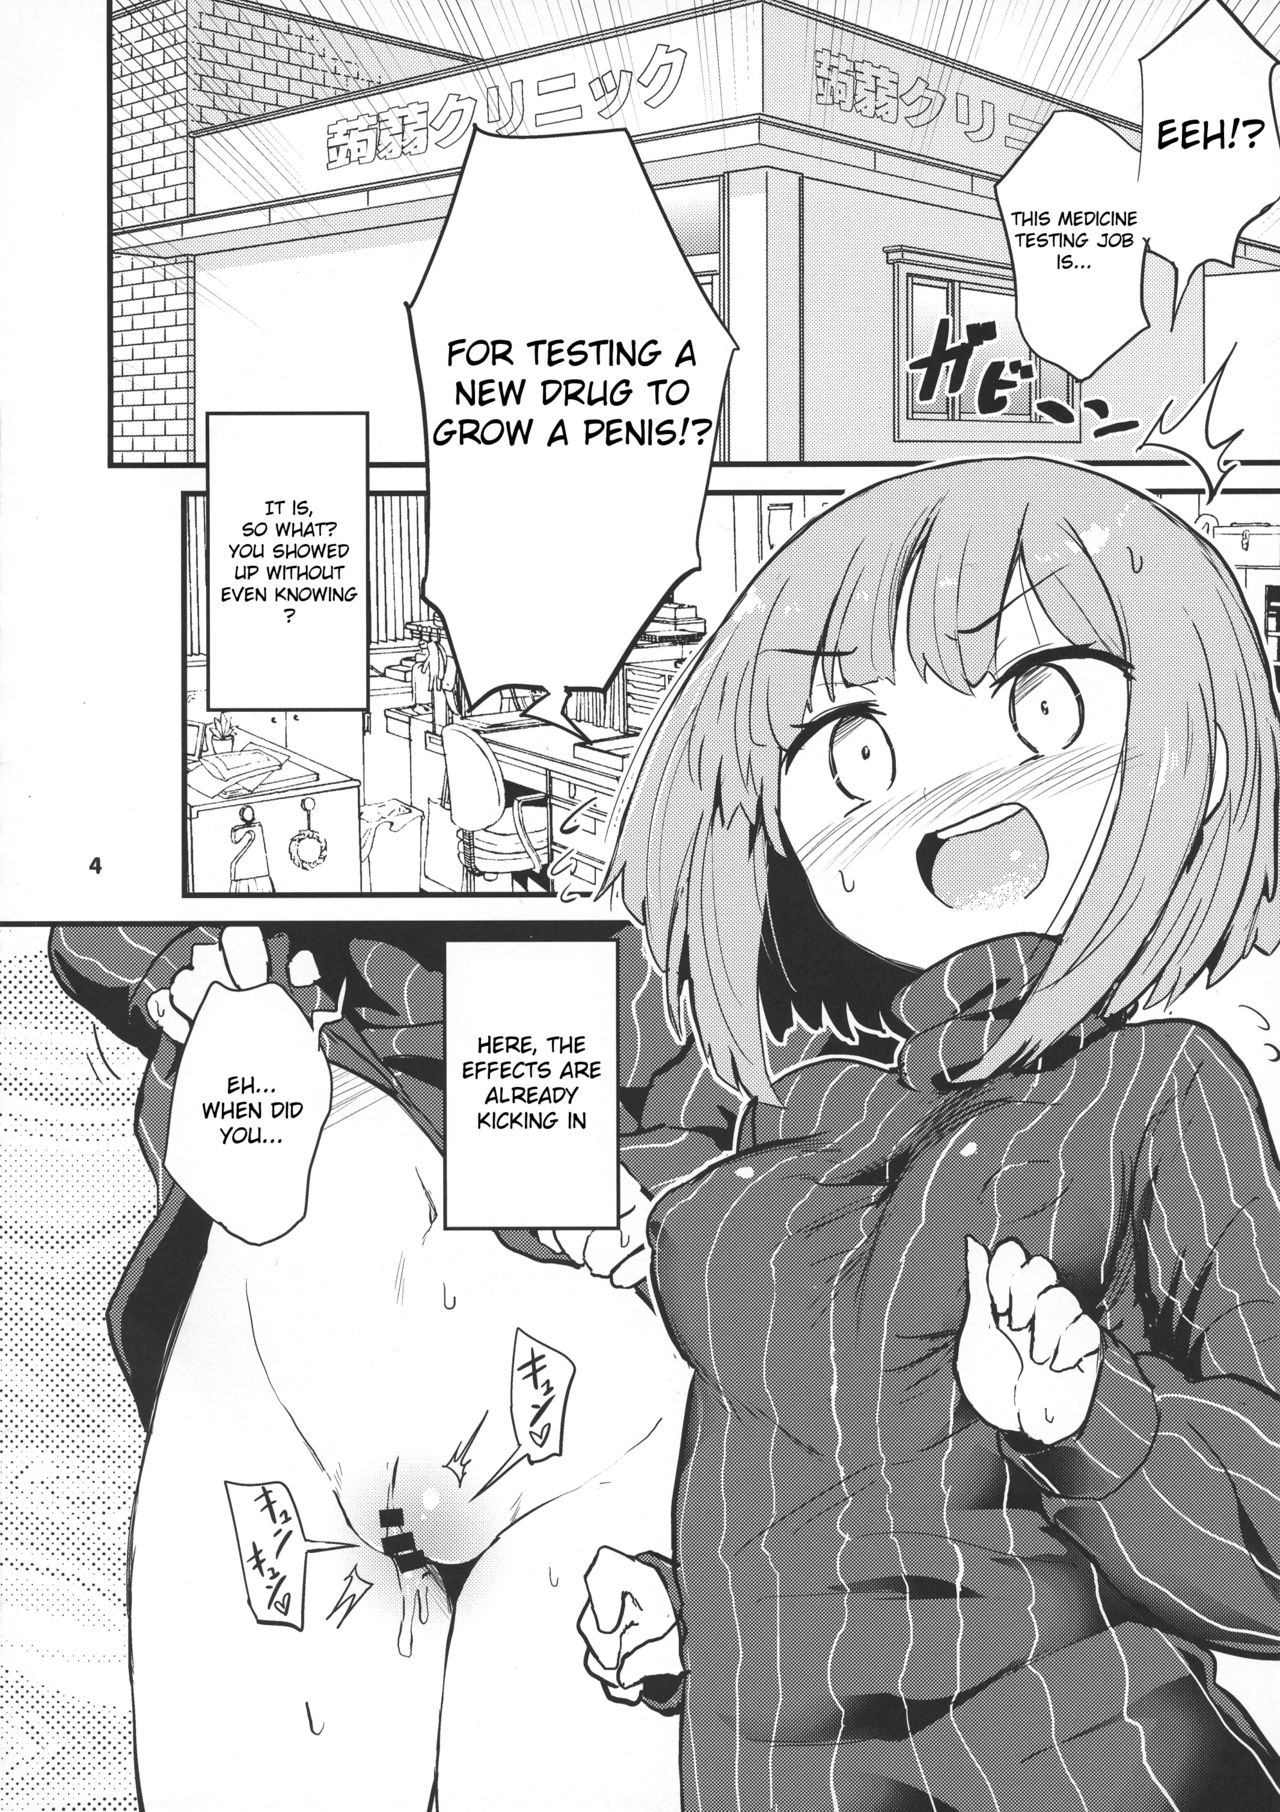 EEH!?
THIS MEDICINE
TESTING JOB
IS...
蒟蒻クリニック
蒟蒻クリニ
ガビーン
FOR TESTING A
NEW DRUG TO
GROW A PENIS!?
IT IS,
SO WHAT?
YOU SHOWED
UP WITHOUT
EVEN KNOWING
?
4
HERE, THE
EFFECTS ARE
ALREADY
KICKING IN
EH...
WHEN DID
YOU...
キュン♡
キュン
キュン♡